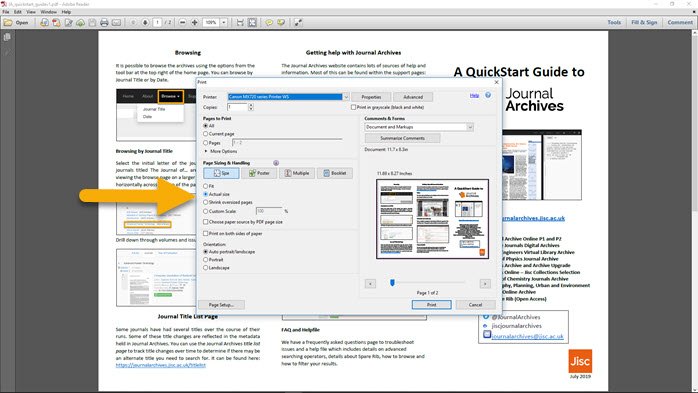 JA_quickstart_guidev1.pdf - Adobe Reader
File Edit View Window Help
Open
1 / 2
100%
Tools
Fill & Sign
Comment
Browsing
It is possible to browse the archives using the options from the
tool bar at the top right of the home page. You can browse by
Journal Title or by Date.
Home About Browse
Journal Title
Date
Browsing by Journal Title
Select the initial letter of the jour
journals titled The Journal of... are
viewing the browse page on a larger
horizontally across
of the pa
Drill down through volumes and issu
Journal Title List Page
Some journals have had several titles over the course of their
runs. Some of these title changes are reflected in the metadata
held in Journal Archives. You can use the Journal Archives title list
page to track title changes over time to determine if there may be
an alternate title you need to search for. It can be found here:
https://journalarchives.jisc.ac.uk/titlelist
Getting help with Journal Archives
The Journal Archives website contains lots of sources of help and
information. Most of this can be found within the support pages:
FAQ and Helpfile
We have a frequently asked questions page to troubleshoot
issues and a help file which includes details on advanced
searching operators, details about Spare Rib, how to browse and
how to filter your results.
A QuickStart Guide to
Journal
Archives
journalarchives.jisc.ac.uk
Archive Online P1 and P2
Journals Digital Archives
Engineers Virtual Library Archive
of Physics Journal Archive
Archive and Archive Upgrade
Online – Jisc Collections Selection
of Chemistry Journals Archive
phy, Planning, Urban and Environment
Online Archive
Rib (Open Access)
@JournalArchives
jiscjournalarchives
journalarchives@jisc.ac.uk
Jisc
July 2019
Print
Printer:
Canon MX720 series Printer WS
Properties
Advanced
Help
Copies:
1
Print in grayscale (black and white)
Pages to Print
All
Current page
Pages
1 - 2
More Options
Page Sizing & Handling
Size
Poster
Multiple
Booklet
Fit
Actual size
Shrink oversized pages
Custom Scale:
100
%
Choose paper source by PDF page size
Print on both sides of paper
Orientation:
Auto portrait/landscape
Portrait
Landscape
Comments & Forms
Document and Markups
Summarize Comments
Document: 11.7 x 8.3in
11.69 x 8.27 Inches
A QuickStart Guide to
<
>
Page 1 of 2
Page Setup...
Print
Cancel